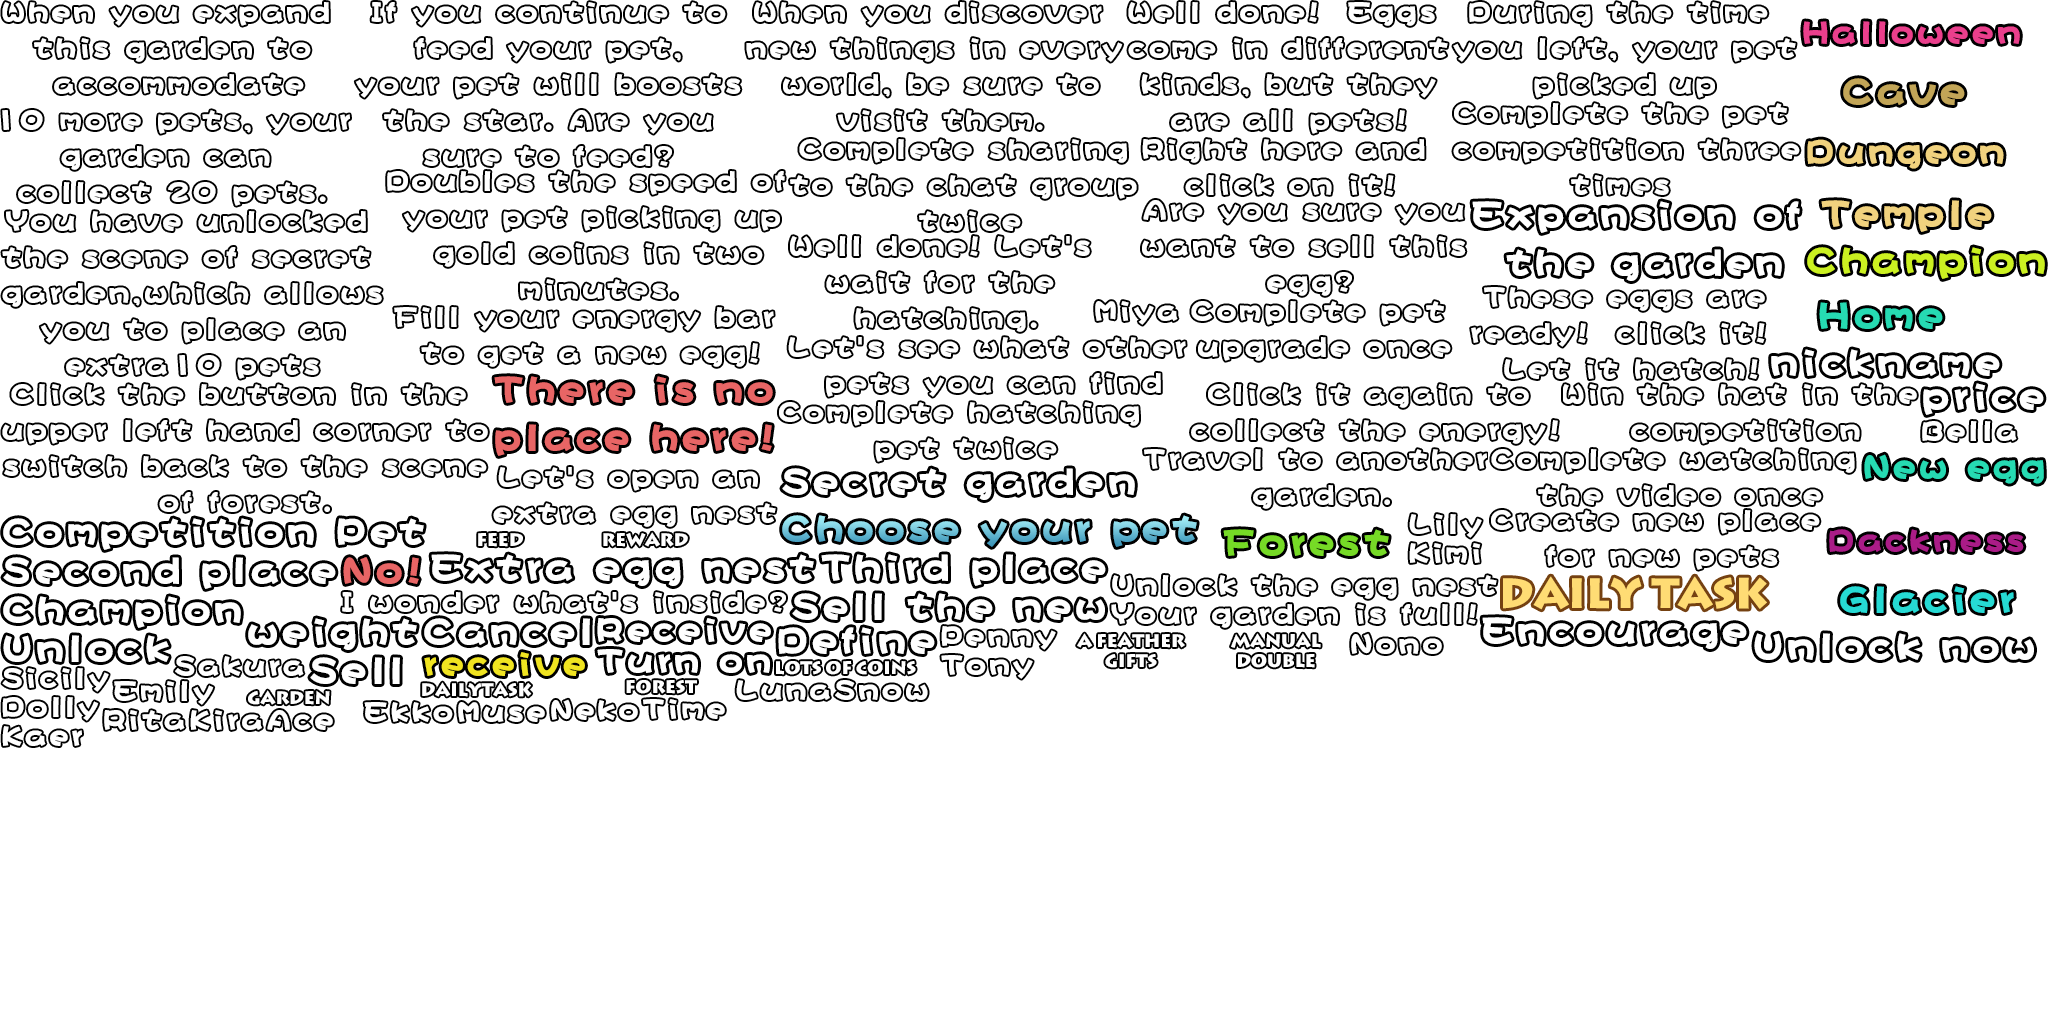 When you expand
this garden to
accommodate
10 more pets, your
garden can
collect 20 pets.
If you continue to
feed your pet,
your pet will boosts
the star. Are you
sure to feed?
When you discover
new things in every
world, be sure to
visit them.
Well done! Eggs
come in different
kinds, but they
are all pets!
During the time
you left, your pet
picked up
Halloween
Cave
Complete the pet
competition three
times
Complete sharing
to the chat group
twice
Right here and
click on it!
Dungeon
Doubles the speed of
your pet picking up
gold coins in two
minutes.
You have unlocked
the scene of secret
garden,which allows
you to place an
extra10 pets
Are you sure you
want to sell this
egg?
Expansion of
the garden
Temple
Champion
Well done! Let's
wait for the
hatching.
These eggs are
ready! click it!
Let it hatch!
Home
Fill your energy bar
to get a new egg!
Miya
Complete pet
upgrade once
Let's see what other
pets you can find
nickname
Click the button in the
upper left hand corner to
switch back to the scene
of forest.
There is no
place here!
Click it again to
collect the energy!
Win the hat in the
competition
price
Bella
Complete hatching
pet twice
Travel to another
garden.
Complete watching
the video once
New egg
Let's open an
extra egg nest
Secret garden
Choose your pet
Forest
Lily
Kimi
Create new place
for new pets
Dackness
Competition
Pet
FEED
REWARD
Second place
No!
Extra egg nest
Third place
Unlock the egg nest
DAILY TASK
Glacier
Champion
I wonder what's inside?
Sell the new
Your garden is full!
weight
Cancel
Receive
Define
Penny
A FEATHER
GIFTS
MANUAL
DOUBLE
Nono
Encourage
Unlock now
Unlock
Sakura
Sell
receive
Turn on
LOTS OF COINS
Tony
Sicily
Emily
GARDEN
DAILYTASK
FOREST
Luna
Snow
Dolly
Rita
Kira
Ace
Ekko
Muse
Neko
Time
Kaer